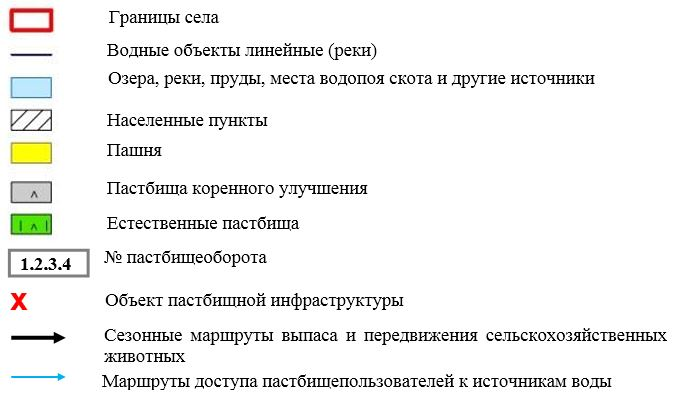 Границы села
Водные объекты линейные (реки)
Озера, реки, пруды, места водопоя скота и другие источники
Населенные пункты
Пашня
Пастбища коренного улучшения
Естественные пастбища
1.2.3.4 № пастбищеоборота
X Объект пастбищной инфраструктуры
Сезонные маршруты выпаса и передвижения сельскохозяйственных
животных
Маршруты доступа пастбищепользователей к источникам воды